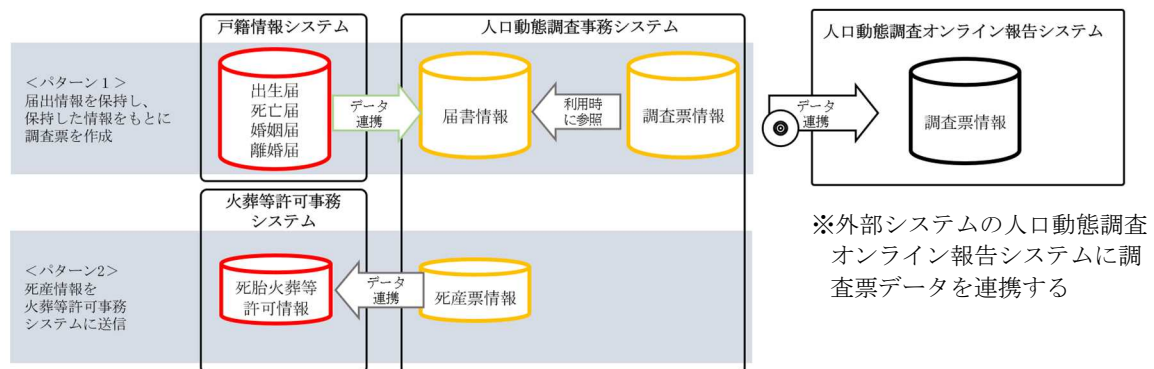 戸籍情報システム
人口動態調査事務システム
人口動態調査オンライン報告システム
＜パターン１＞
届出情報を保持し、
保持した情報をもとに
調査票を作成
出生届
死亡届
婚姻届
離婚届
データ
連携
届書情報
利用時
に参照
調査票情報
データ
連携
調査票情報
火葬等許可事務
システム
＜パターン2＞
死産情報を
火葬等許可事務
システムに送信
死胎火葬等
許可情報
データ
連携
死産票情報
※外部システムの人口動態調査
オンライン報告システムに調
査票データを連携する